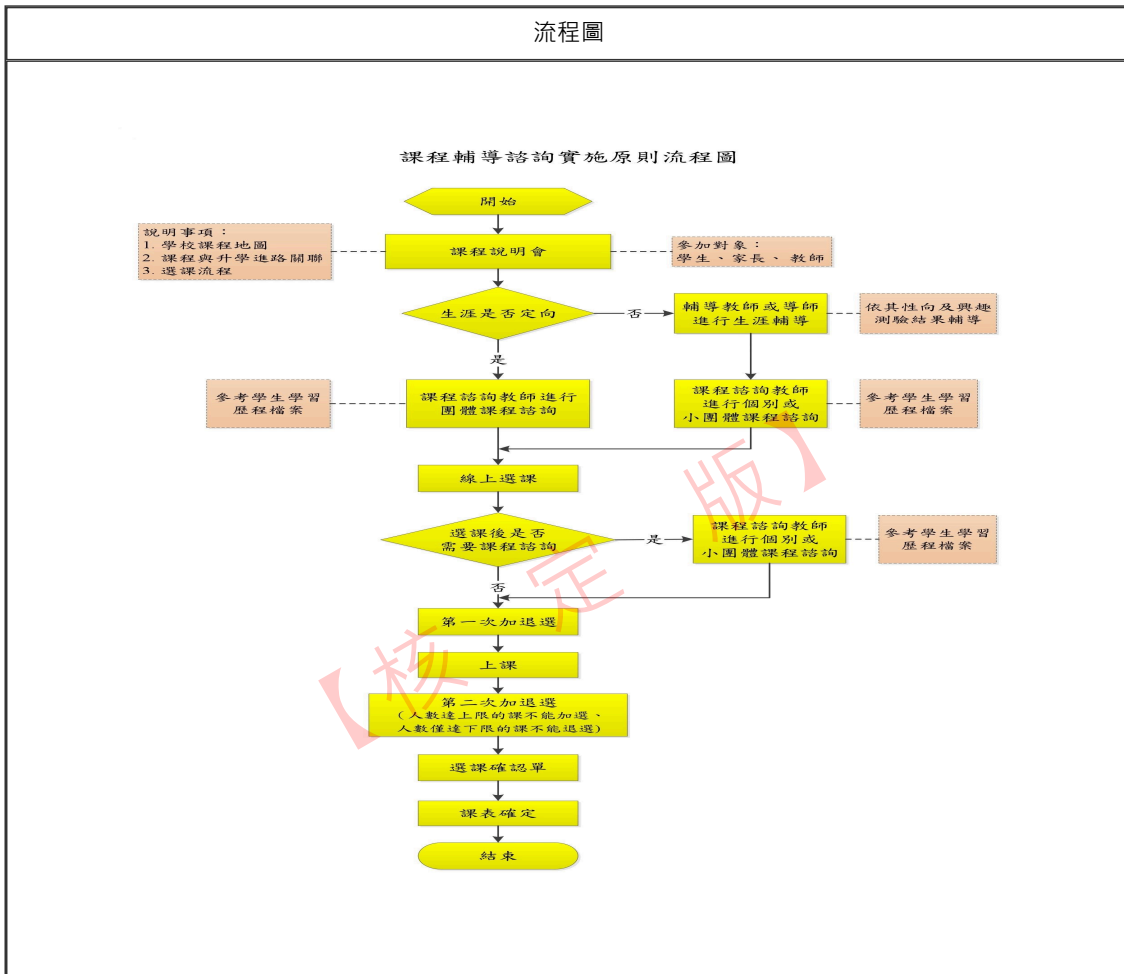 流程圖
課程輔導諮詢實施原則流程圖
開始
說明事項：
1. 學校課程地圖
2. 課程與升學進路關聯
3. 選課流程
課程說明會
參加對象：
學生、家長、教師
生涯是否定向
否
輔導教師或導師
進行生涯輔導
依其性向及興趣
測驗結果輔導
是
參考學生學習
歷程檔案
課程諮詢教師進行
團體課程諮詢
課程諮詢教師
進行個別或
小團體課程諮詢
參考學生學習
歷程檔案
線上選課
選課後是否
需要課程諮詢
是
課程諮詢教師
進行個別或
小團體課程諮詢
參考學生學習
歷程檔案
否
第一次加退選
上課
第二次加退選
(人數達上限的課不能加選、
人數僅達下限的課不能退選)
選課確認單
課表確定
結束
【核定版】